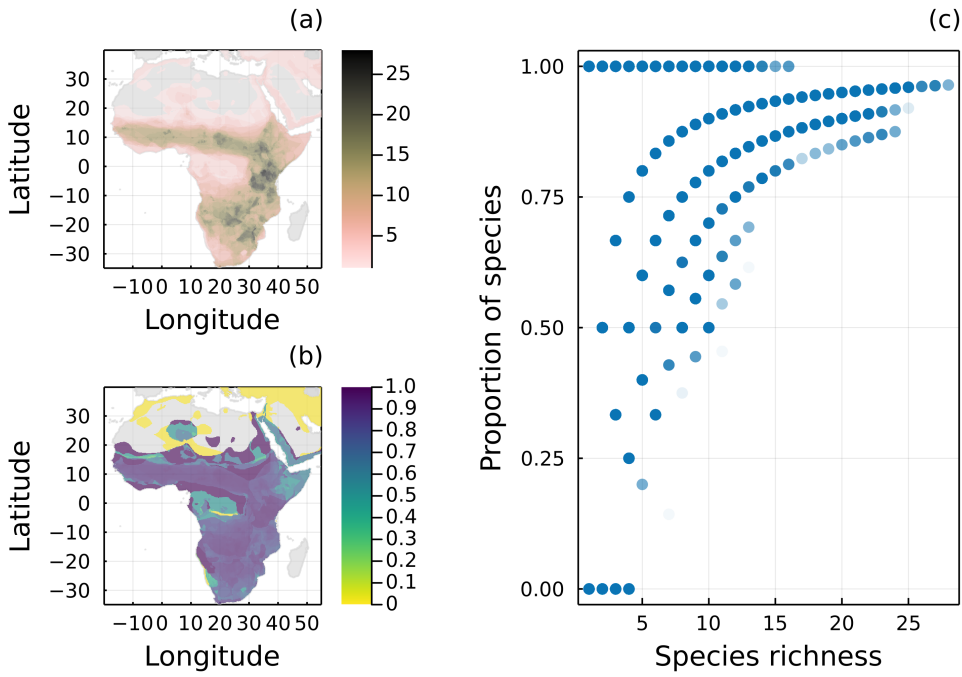 (a)
30
20
10
0
−10
−20
−30
Latitude
−10 0 10 20 30 40 50
Longitude
25
20
15
10
5
(b)
30
20
10
0
−10
−20
−30
Latitude
−10 0 10 20 30 40 50
Longitude
1.0
0.9
0.8
0.7
0.6
0.5
0.4
0.3
0.2
0.1
0
(c)
1.00
0.75
0.50
0.25
0.00
Proportion of species
5 10 15 20 25
Species richness